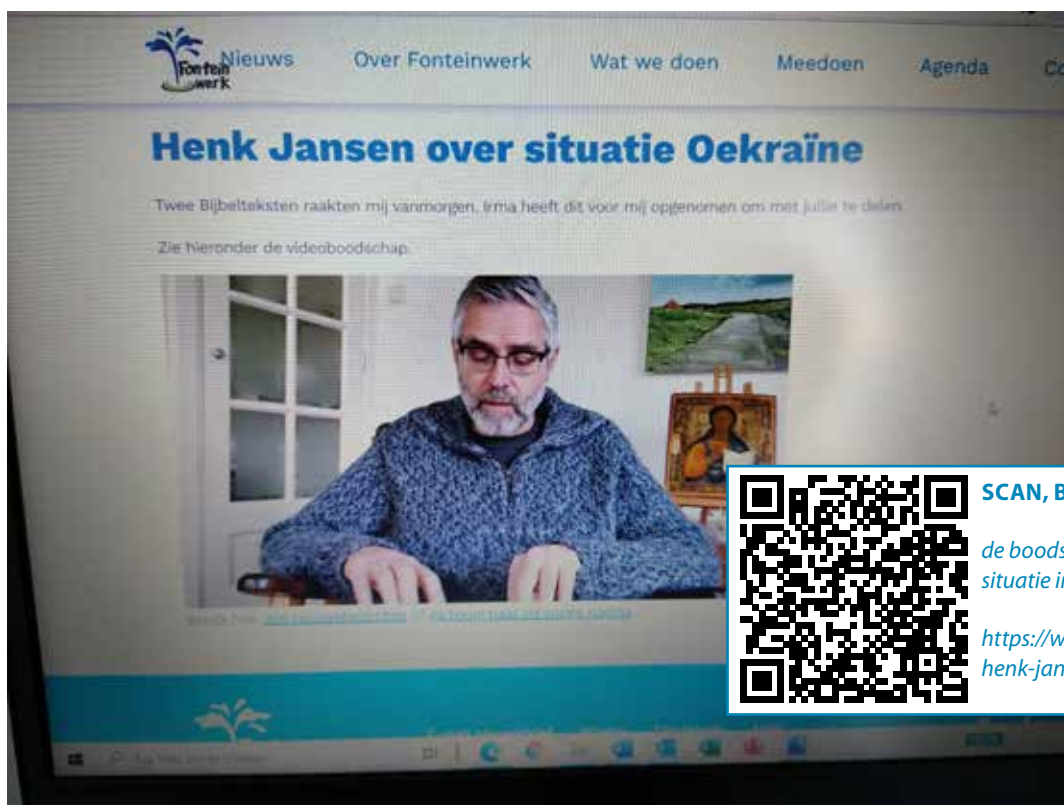 Fontein
werk
Nieuws Over Fonteinwerk Wat we doen Meedoen Agenda Co
Henk Jansen over situatie Oekraïne
Twee Bijbelteksten raakten mij vanmorgen. Irma heeft dit voor mij opgenomen om met jullie te delen
Zie hieronder de videoboodschap.
SCAN, B
de boods
situatie i
https://w
henk-jan